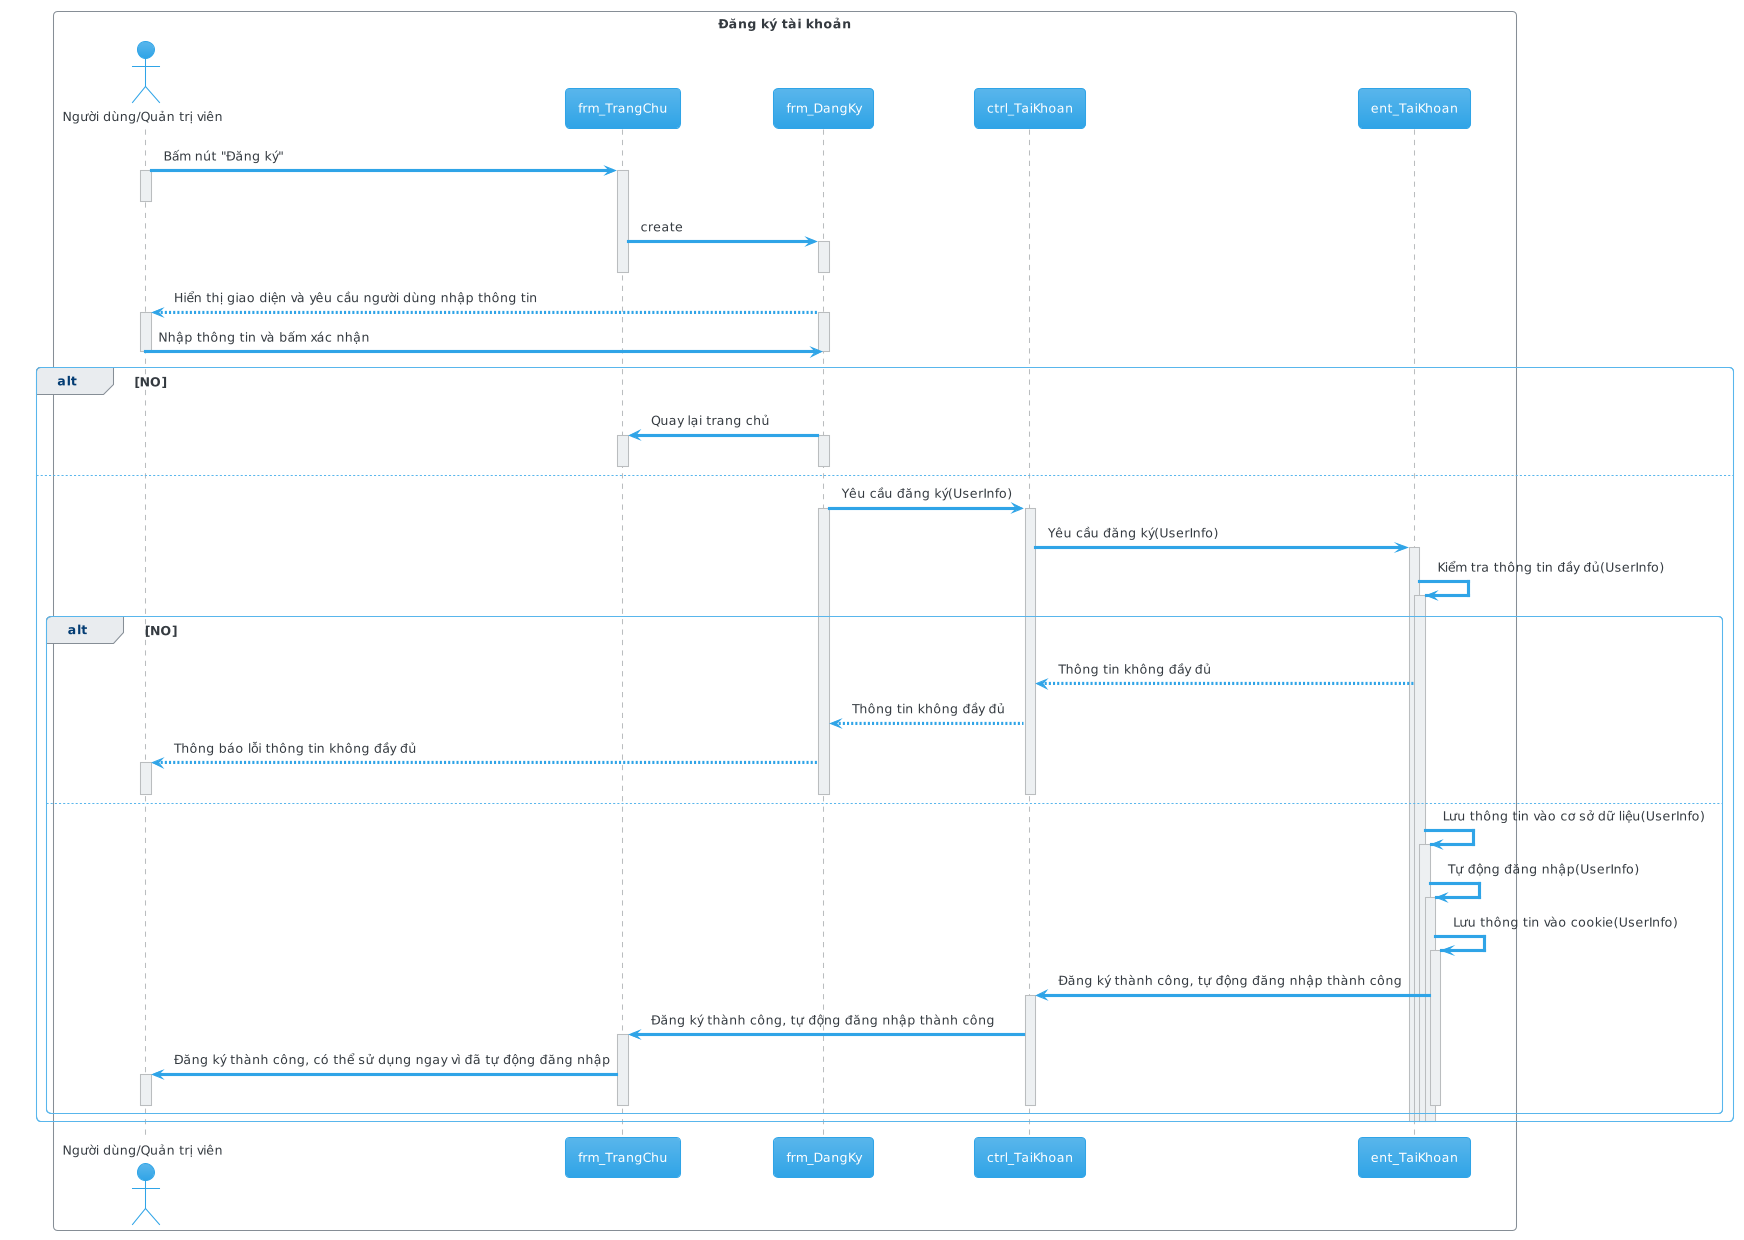 Đăng ký tài khoản
Người dùng/Quản trị viên
frm_TrangChu
frm_DangKy
ctrl_TaiKhoan
ent_TaiKhoan
Bấm nút "Đăng ký"
create
Hiển thị giao diện và yêu cầu người dùng nhập thông tin
Nhập thông tin và bấm xác nhận
alt [NO]
Quay lại trang chủ
Yêu cầu đăng ký(UserInfo)
Yêu cầu đăng ký(UserInfo)
Kiểm tra thông tin đầy đủ(UserInfo)
alt [NO]
Thông tin không đầy đủ
Thông tin không đầy đủ
Thông báo lỗi thông tin không đầy đủ
Lưu thông tin vào cơ sở dữ liệu(UserInfo)
Tự động đăng nhập(UserInfo)
Lưu thông tin vào cookie(UserInfo)
Đăng ký thành công, tự động đăng nhập thành công
Đăng ký thành công, tự động đăng nhập thành công
Đăng ký thành công, có thể sử dụng ngay vì đã tự động đăng nhập
Người dùng/Quản trị viên
frm_TrangChu
frm_DangKy
ctrl_TaiKhoan
ent_TaiKhoan